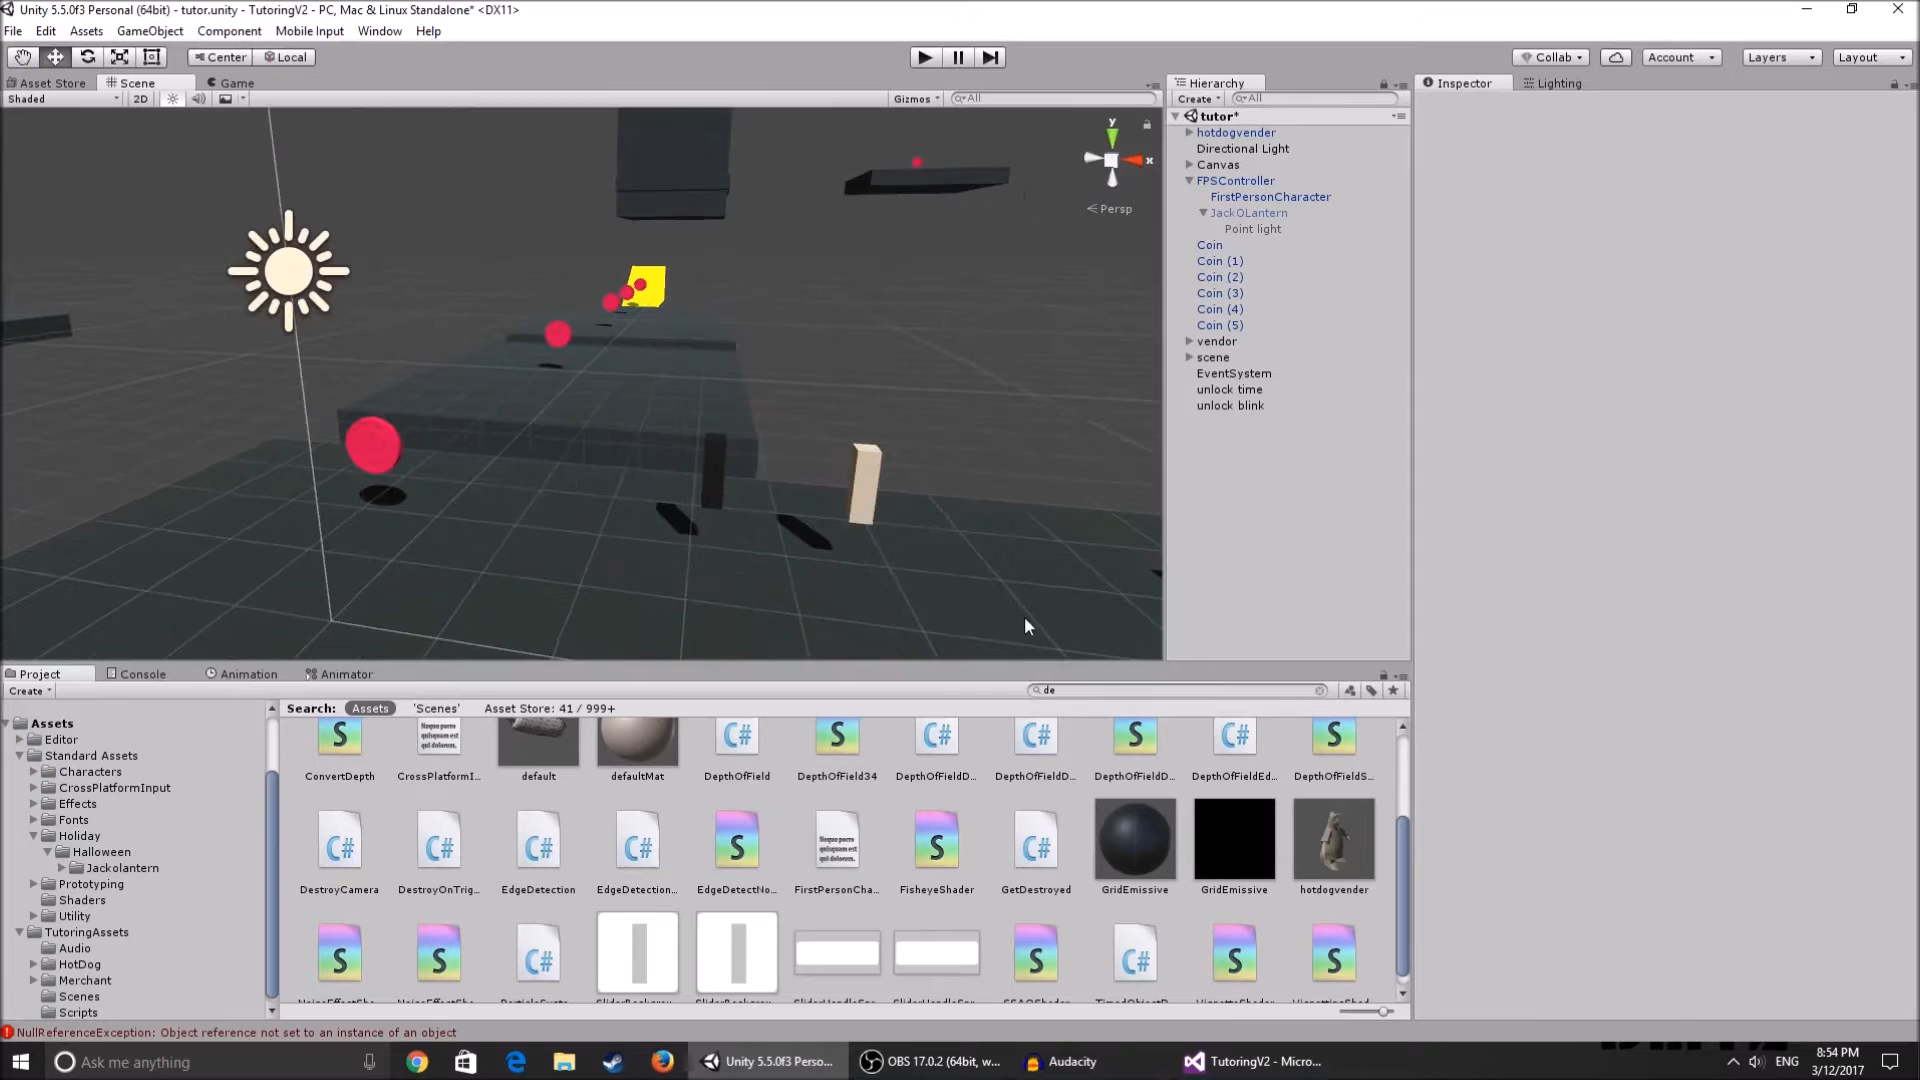 Unity 5.5.0f3 Personal (64bit) - tutor.unity - TutoringV2 - PC, Mac & Linux Standalone* <DX11>
File Edit Assets GameObject Component Mobile Input Window Help
Center Local Collab Account Layers Layout
Asset Store Scene Game Hierarchy Inspector Lighting
Shaded 2D Gizmos All Create All
tutor*
hotdogvender
Directional Light
Canvas
FPSController
FirstPersonCharacter
JackOLantern
Point light
Coin
Coin (1)
Coin (2)
Coin (3)
Coin (4)
Coin (5)
vendor
scene
EventSystem
unlock time
unlock blink
y
x
Persp
Project Console Animation Animator
Create de
Search: Assets 'Scenes' Asset Store: 41 / 999+
Assets
Editor
Standard Assets
Characters
CrossPlatformInput
Effects
Fonts
Holiday
Halloween
Jackolantern
Prototyping
Shaders
Utility
TutoringAssets
Audio
HotDog
Merchant
Scenes
Scripts
ConvertDepth CrossPlatformI... default defaultMat DepthOfField DepthOfField34 DepthOfFieldD... DepthOfFieldD... DepthOfFieldD... DepthOfFieldEd... DepthOfFieldS...
DestroyCamera DestroyOnTrig... EdgeDetection EdgeDetection... EdgeDetectNo... FirstPersonCha... FisheyeShader GetDestroyed GridEmissive GridEmissive hotdogvender
NullReferenceException: Object reference not set to an instance of an object
Ask me anything Unity 5.5.0f3 Perso... OBS 17.0.2 (64bit, w... Audacity TutoringV2 - Micro... ENG 8:54 PM
3/12/2017